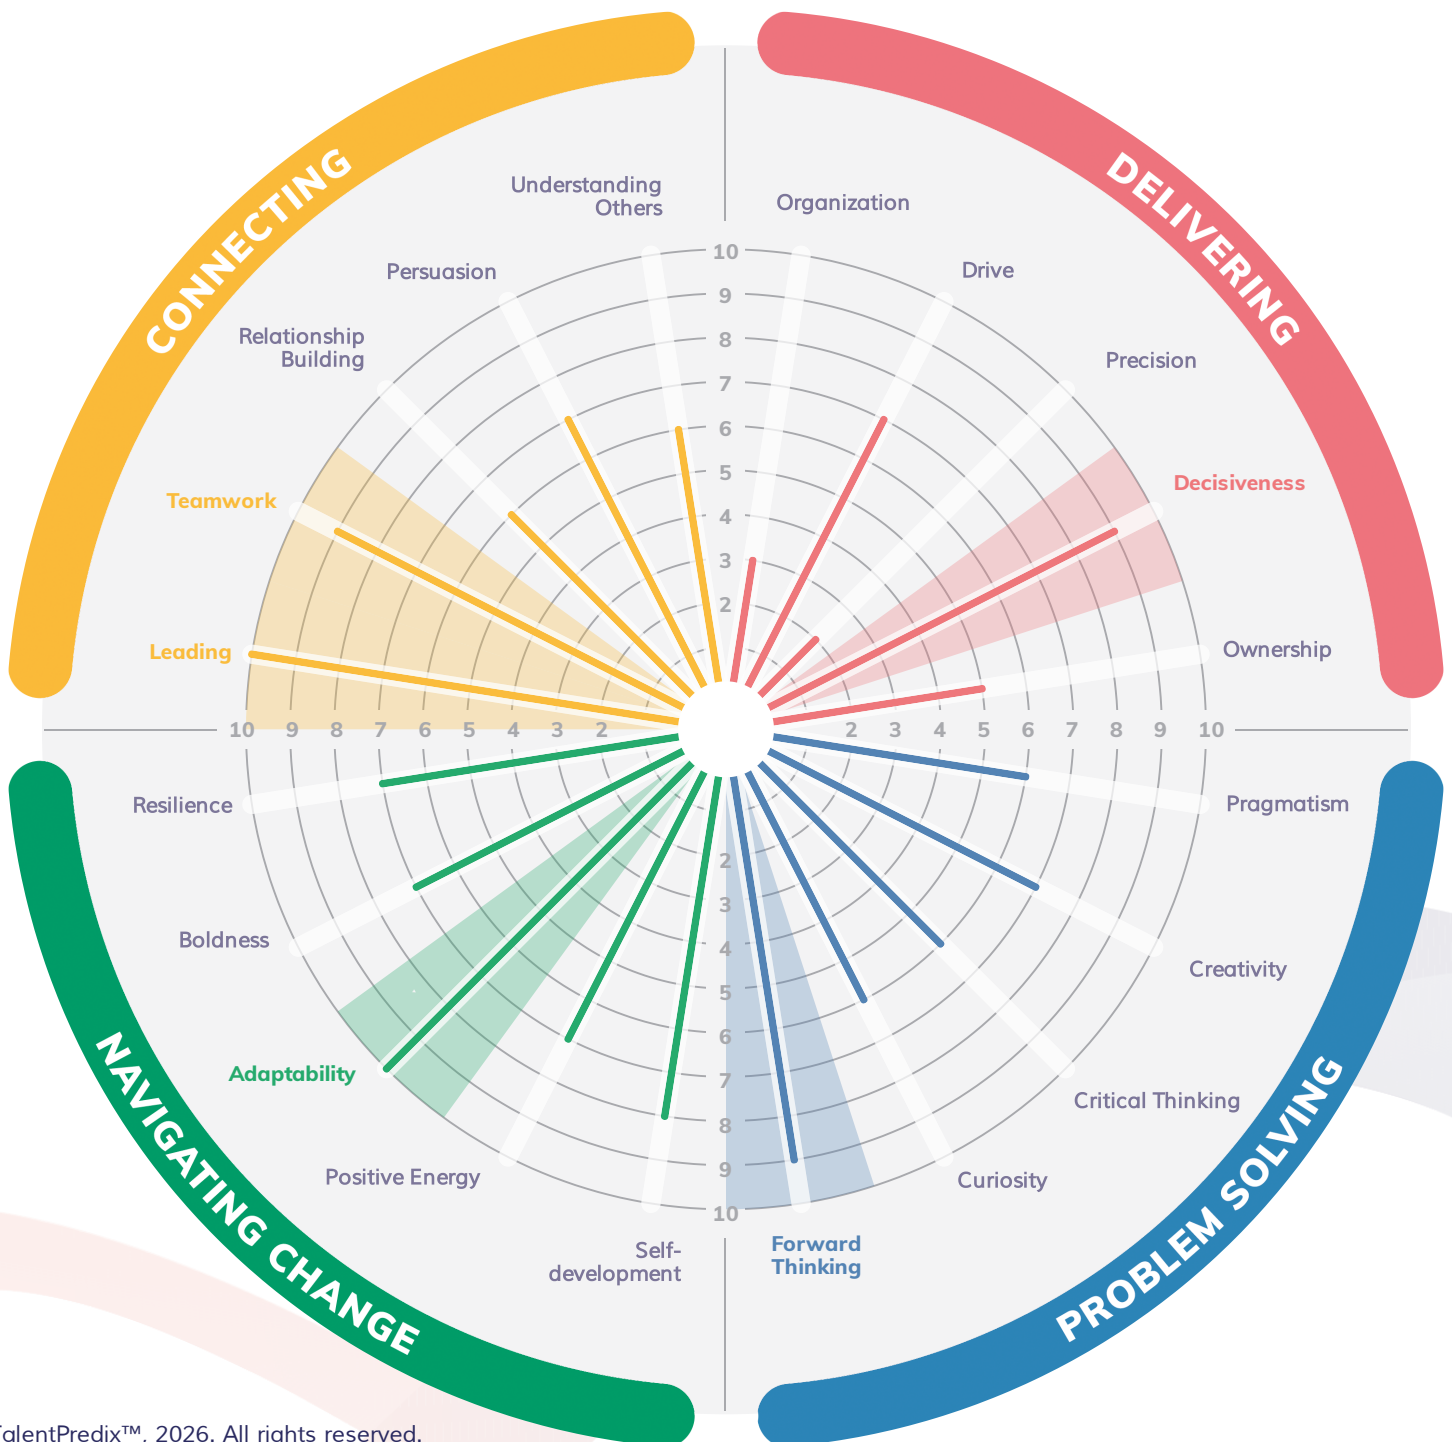 CONNECTING
DELIVERING
Understanding
Others
Organization
Persuasion
Drive
Relationship
Building
Precision
Teamwork
Decisiveness
Leading
Ownership
10
9
8
7
6
5
4
3
2
10 9 8 7 6 5 4 3 2
2 3 4 5 6 7 8 9 10
2
3
4
5
6
7
8
9
10
Resilience
Pragmatism
Boldness
Creativity
Adaptability
Critical Thinking
Positive Energy
Curiosity
Self-
development
Forward
Thinking
NAVIGATING CHANGE
PROBLEM SOLVING
alentPredix™, 2026. All rights reserved.